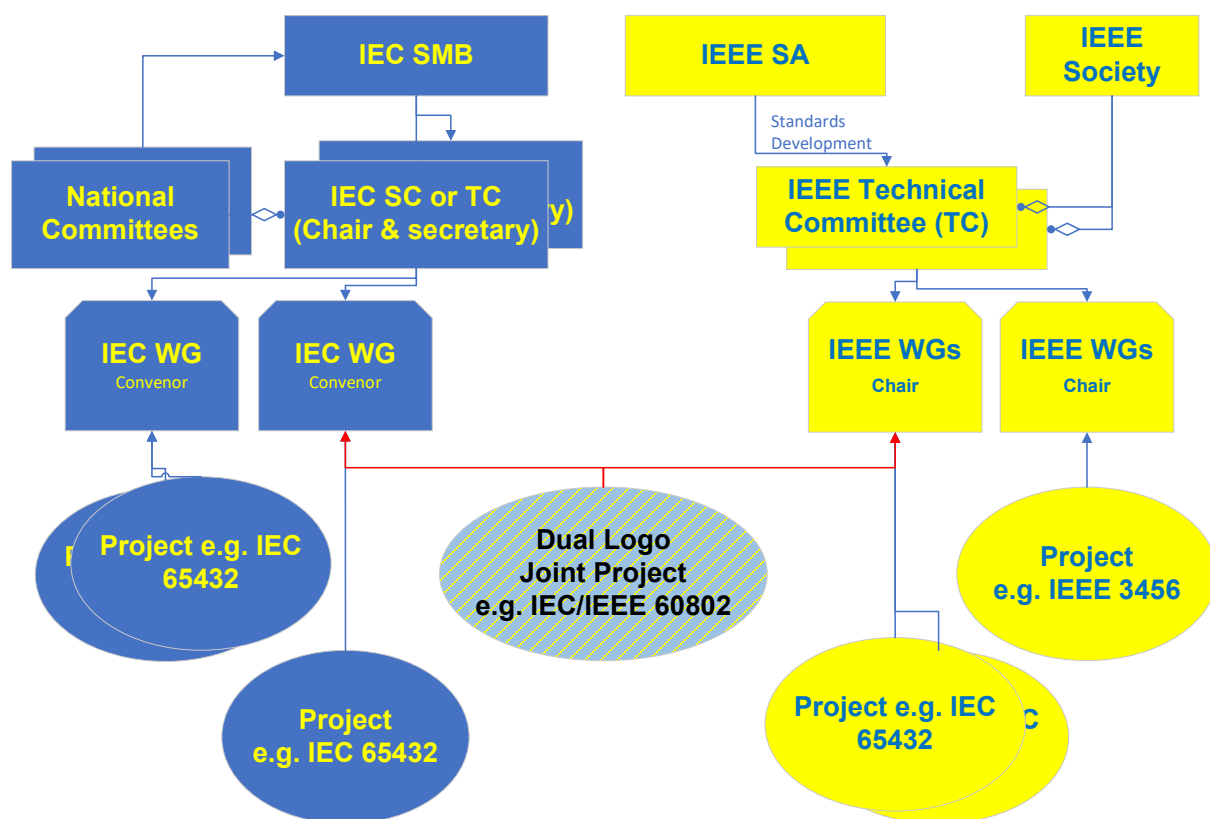 IEC SMB
IEEE SA
IEEE
Society
Standards
Development
National
Committees
IEC SC or TC
(Chair & secretary)
y)
IEEE Technical
Committee (TC)
IEC WG
Convenor
IEC WG
Convenor
IEEE WGs
Chair
IEEE WGs
Chair
Project e.g. IEC
65432
Dual Logo
Joint Project
e.g. IEC/IEEE 60802
Project
e.g. IEEE 3456
Project
e.g. IEC 65432
Project e.g. IEC
65432
C